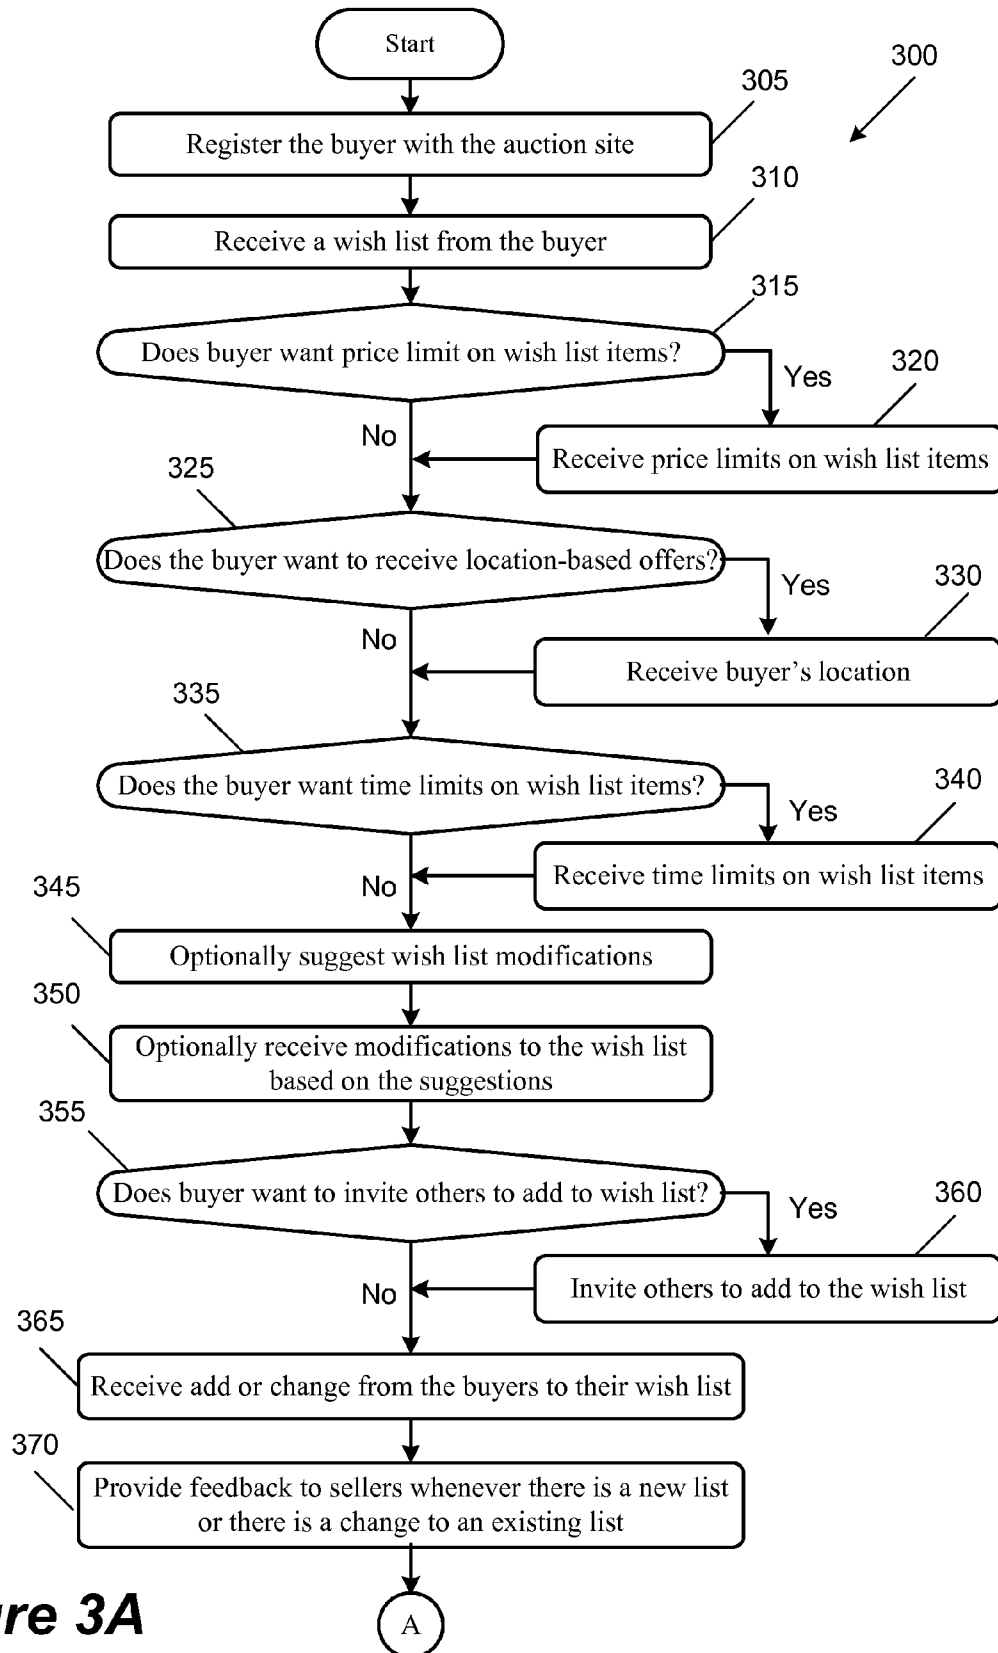 Start
300
305
Register the buyer with the auction site
310
Receive a wish list from the buyer
315
Does buyer want price limit on wish list items?
Yes
320
No
Receive price limits on wish list items
325
Does the buyer want to receive location-based offers?
Yes
330
No
Receive buyer's location
335
Does the buyer want time limits on wish list items?
Yes
340
No
Receive time limits on wish list items
345
Optionally suggest wish list modifications
350
Optionally receive modifications to the wish list
based on the suggestions
355
Does buyer want to invite others to add to wish list?
Yes
360
No
Invite others to add to the wish list
365
Receive add or change from the buyers to their wish list
370
Provide feedback to sellers whenever there is a new list
or there is a change to an existing list
A
ure 3A